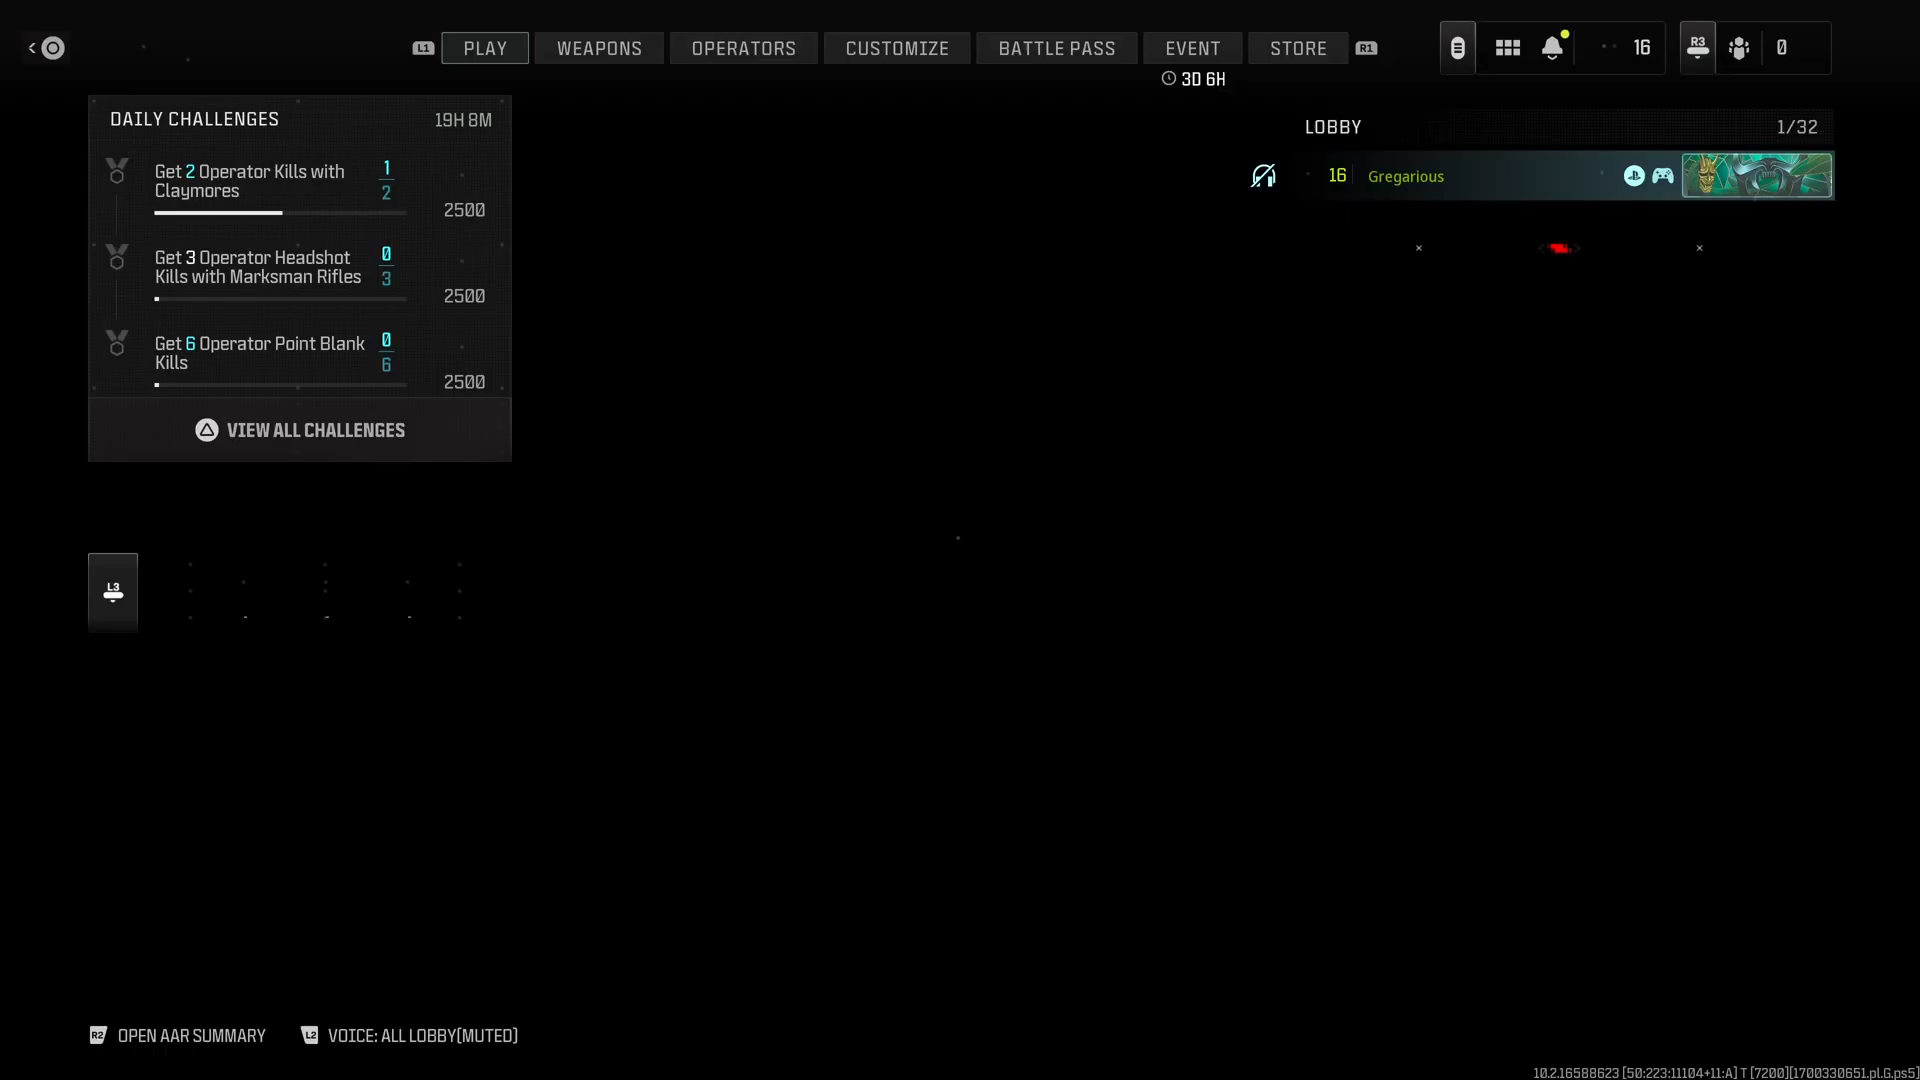 L1 PLAY WEAPONS OPERATORS CUSTOMIZE BATTLE PASS EVENT STORE R1 16 R3 0
3D 6H
DAILY CHALLENGES 19H 8M
Get 2 Operator Kills with
Claymores
1
2
2500
Get 3 Operator Headshot
Kills with Marksman Rifles
0
3
2500
Get 6 Operator Point Blank
Kills
0
6
2500
VIEW ALL CHALLENGES
LOBBY 1/32
16 Gregarious
L3
R2 OPEN AAR SUMMARY L2 VOICE: ALL LOBBY(MUTED)
10.2.16588623 [50:223:11104+11:A] T [7200][1700330651.pl.G.ps5]